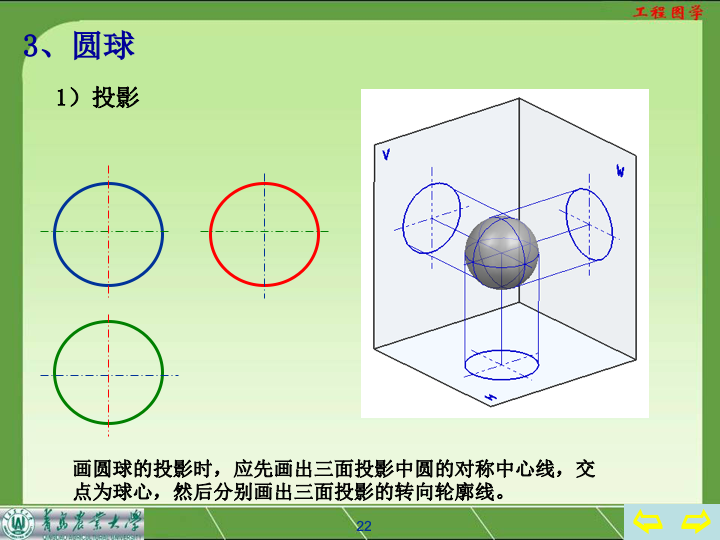 工程图学
3、圆球
1）投影
V
W
H
画圆球的投影时，应先画出三面投影中圆的对称中心线，交
点为球心，然后分别画出三面投影的转向轮廓线。
青岛农业大学
22